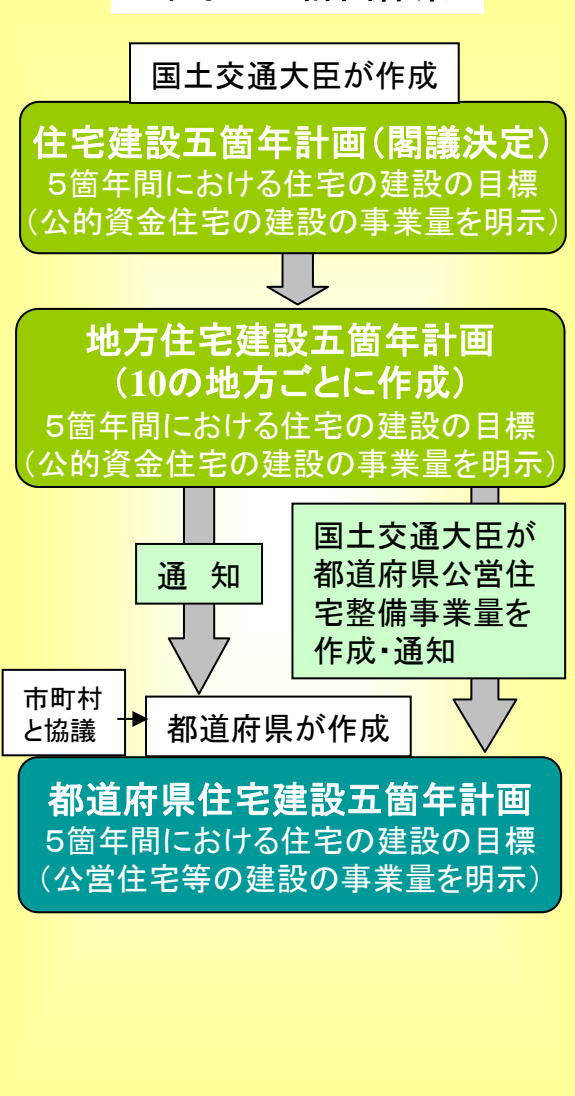 国土交通大臣が作成
住宅建設五箇年計画(閣議決定)
5箇年間における住宅の建設の目標
(公的資金住宅の建設の事業量を明示)
地方住宅建設五箇年計画
(10の地方ごとに作成)
5箇年間における住宅の建設の目標
(公的資金住宅の建設の事業量を明示)
通 知
国土交通大臣が
都道府県公営住
宅整備事業量を
作成・通知
市町村
と協議
都道府県が作成
都道府県住宅建設五箇年計画
5箇年間における住宅の建設の目標
(公営住宅等の建設の事業量を明示)